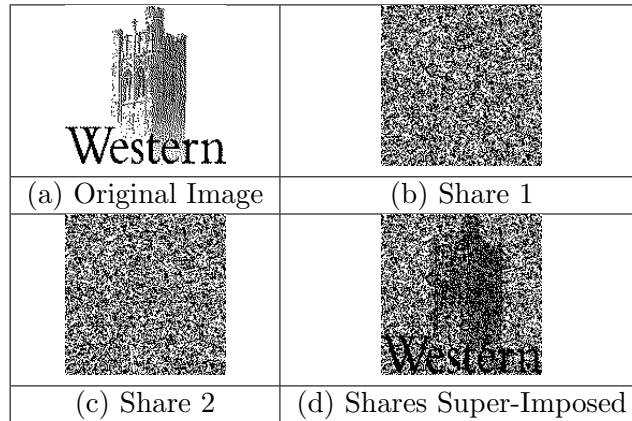 Western
(a) Original Image
(b) Share 1
Western
(c) Share 2
(d) Shares Super-Imposed